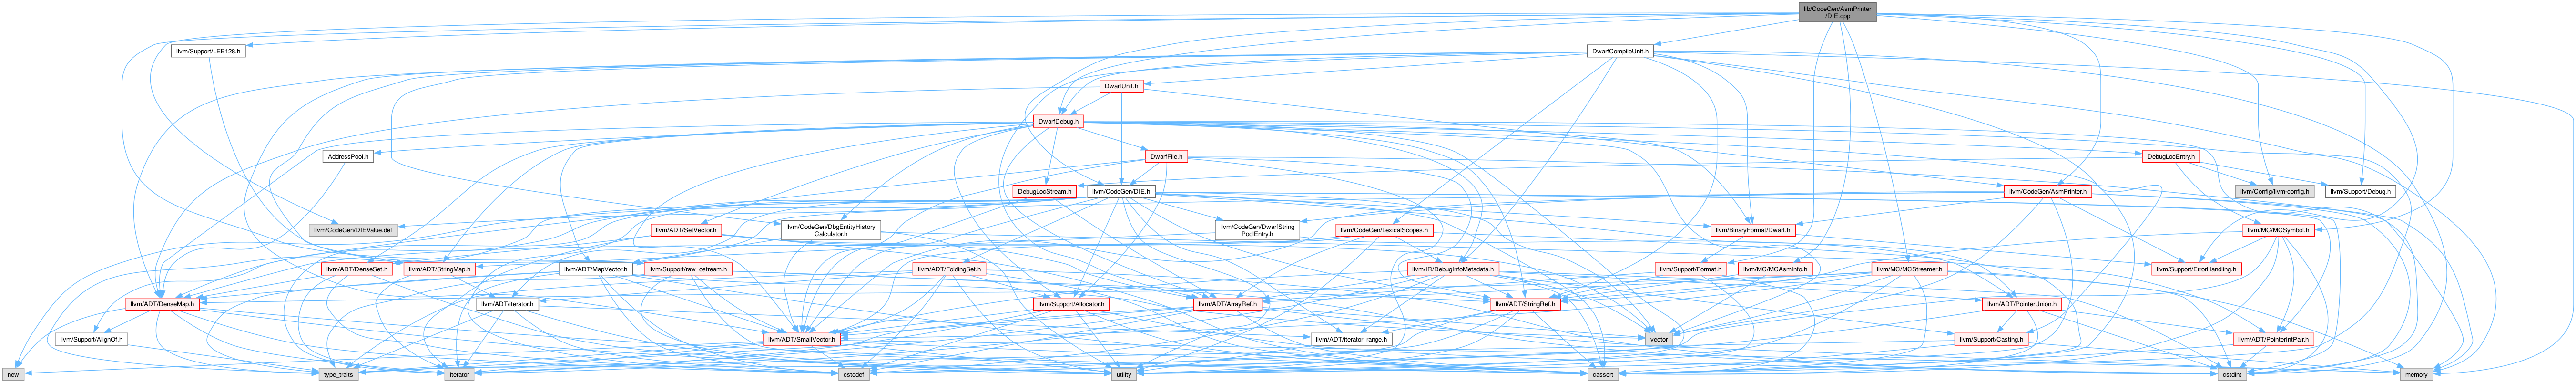 lib/CodeGen/AsmPrinter
/DIE.cpp
llvm/Support/LEB128.h
DwarfCompileUnit.h
DwarfUnit.h
DwarfDebug.h
AddressPool.h
DwarfFile.h
DebugLocEntry.h
DebugLocStream.h
llvm/CodeGen/DIE.h
llvm/CodeGen/AsmPrinter.h
llvm/Config/llvm-config.h
llvm/Support/Debug.h
llvm/CodeGen/DIEValue.def
llvm/ADT/SetVector.h
llvm/CodeGen/DbgEntityHistory
Calculator.h
llvm/CodeGen/DwarfString
PoolEntry.h
llvm/CodeGen/LexicalScopes.h
llvm/BinaryFormat/Dwarf.h
llvm/MC/MCSymbol.h
llvm/ADT/DenseSet.h
llvm/ADT/StringMap.h
llvm/ADT/MapVector.h
llvm/Support/raw_ostream.h
llvm/ADT/FoldingSet.h
llvm/IR/DebugInfoMetadata.h
llvm/Support/Format.h
llvm/MC/MCAsmInfo.h
llvm/MC/MCStreamer.h
llvm/Support/ErrorHandling.h
llvm/ADT/DenseMap.h
llvm/ADT/iterator.h
llvm/Support/Allocator.h
llvm/ADT/ArrayRef.h
llvm/ADT/StringRef.h
llvm/ADT/PointerUnion.h
llvm/Support/AlignOf.h
llvm/ADT/SmallVector.h
llvm/ADT/iterator_range.h
vector
llvm/Support/Casting.h
llvm/ADT/PointerIntPair.h
new
type_traits
iterator
cstddef
utility
cassert
cstdint
memory